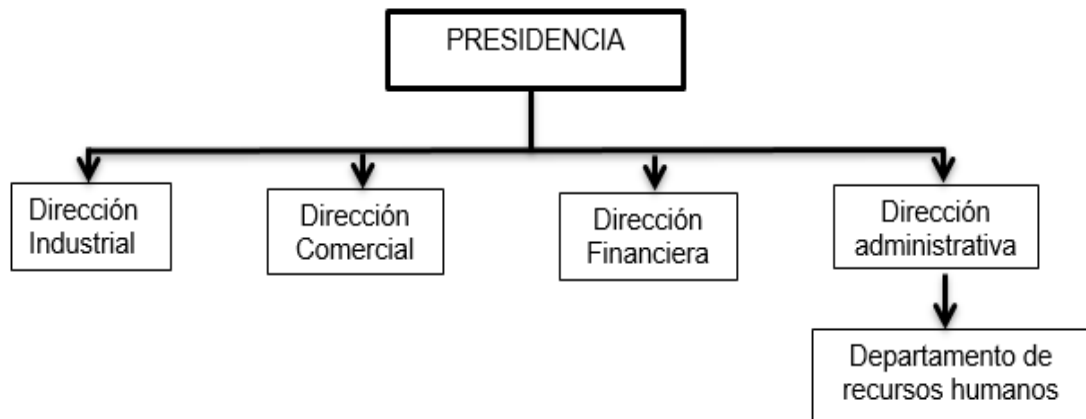 PRESIDENCIA
Dirección
Industrial
Dirección
Comercial
Dirección
Financiera
Dirección
administrativa
Departamento de
recursos humanos